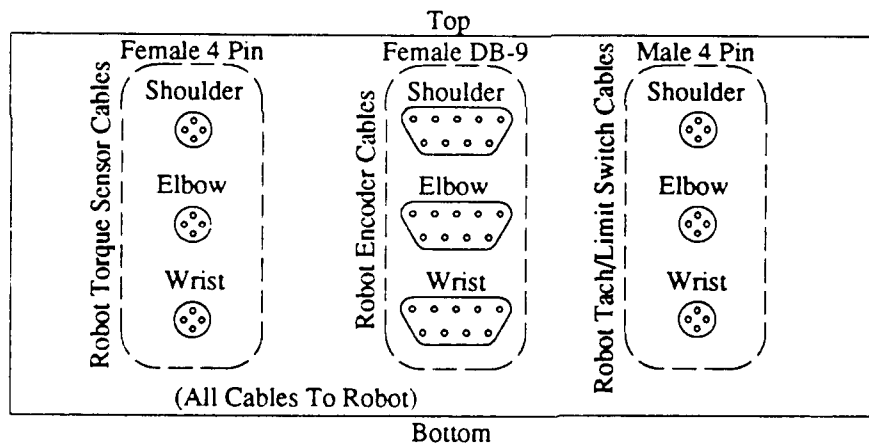 Top
Female 4 Pin
Robot Torque Sensor Cables
Shoulder
Elbow
Wrist
Female DB-9
Robot Encoder Cables
Shoulder
Elbow
Wrist
Male 4 Pin
Robot Tach/Limit Switch Cables
Shoulder
Elbow
Wrist
(All Cables To Robot)
Bottom